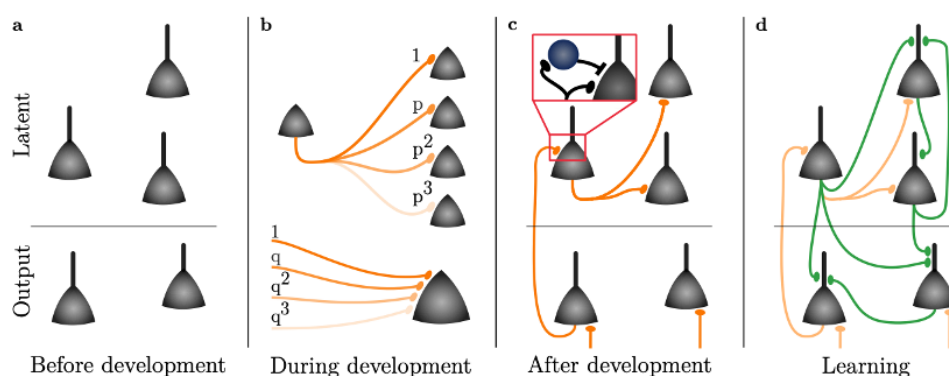 a
b
c
d
Latent
Output
1
p
p²
p³
1
q
q²
q³
Before development
During development
After development
Learning